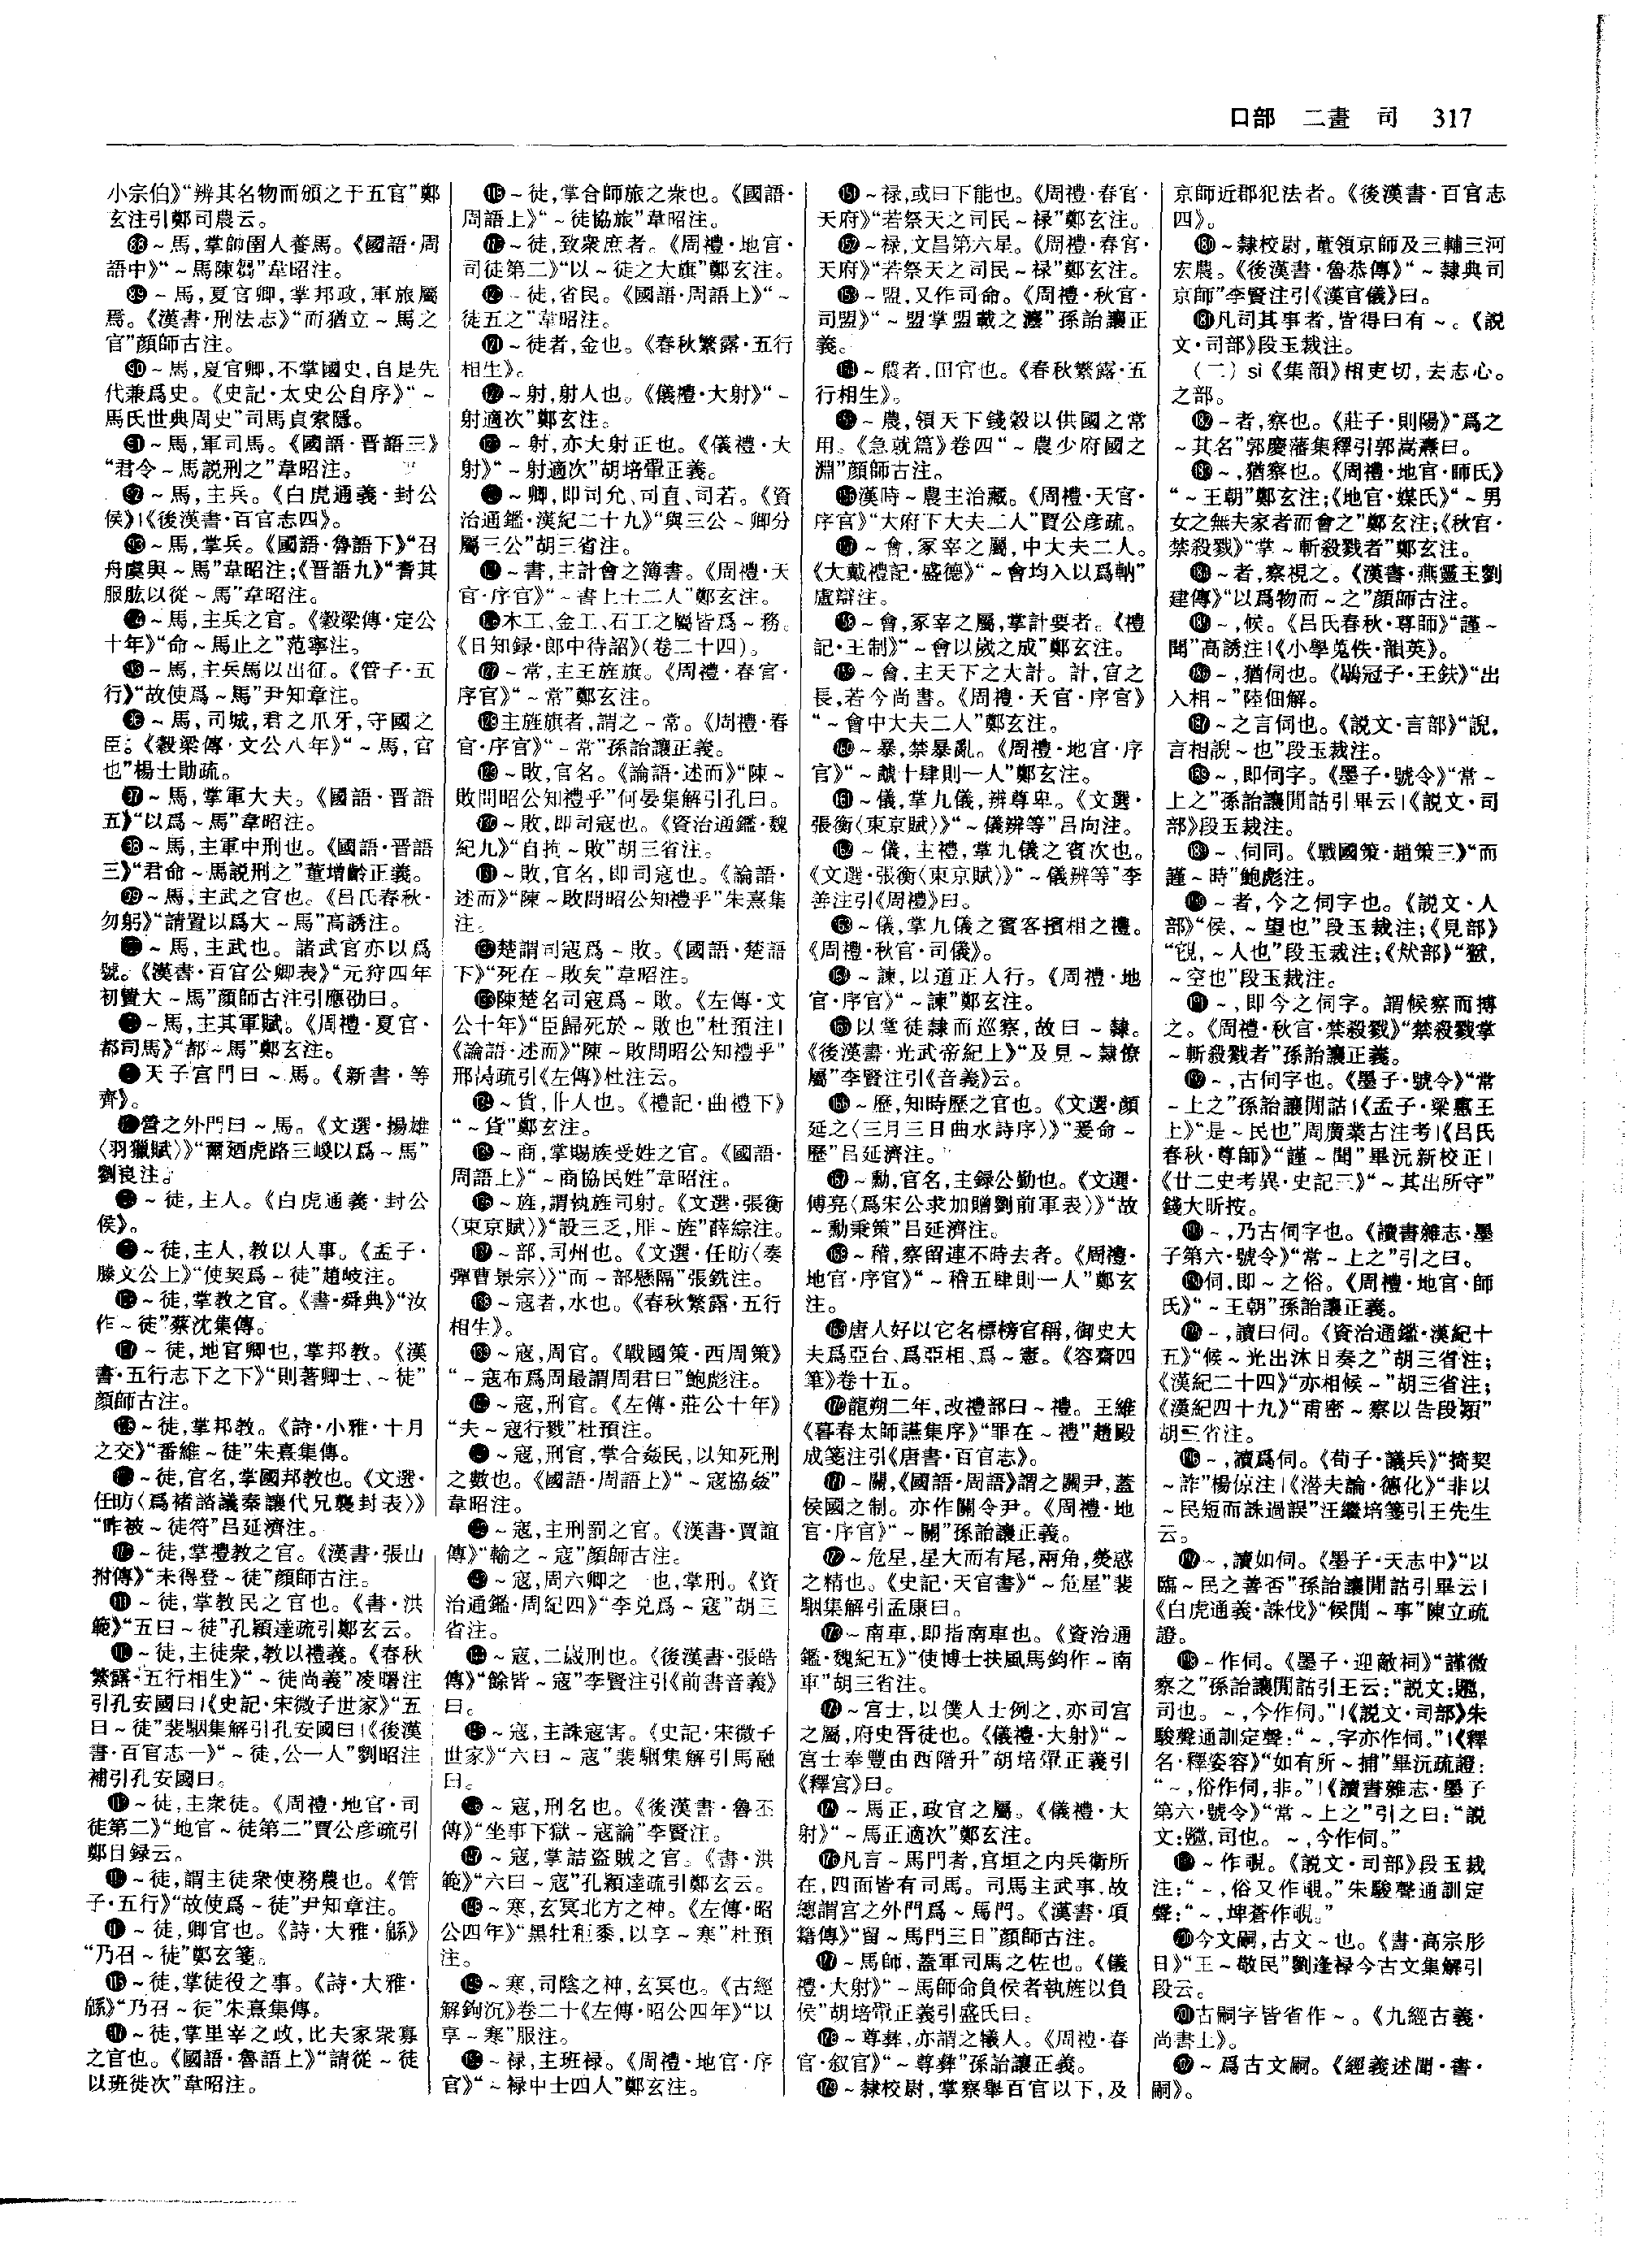 口部　二畫　司　317
小宗伯》“辨其名物而頒之于五官”鄭
玄注引鄭司農云。
88～馬，掌帥圉人養馬。《國語·周
語中》“～馬陳芻”韋昭注。
89～馬，夏官卿，掌邦政，軍旅屬
焉。《漢書·刑法志》“而猶立～馬之
官”顏師古注。
90～馬，夏官卿，不掌國史，自是先
代兼爲史。《史記·太史公自序》“～
馬氏世典周史”司馬貞索隱。
91～馬，軍司馬。《國語·晋語三》
“君令～馬説刑之”韋昭注。
92～馬，主兵。《白虎通義·封公
侯》|《後漢書·百官志四》。
93～馬，掌兵。《國語·魯語下》“召
舟虞與～馬”韋昭注；《晋語九》“耆其
服肱以從～馬”韋昭注。
94～馬，主兵之官。《穀梁傳·定公
十年》“命～馬止之”范寧注。
95～馬，主兵馬以出征。《管子·五
行》“故使爲～馬”尹知章注。
96～馬，司城，君之爪牙，守國之
臣。《穀梁傳·文公八年》“～馬，官
也”楊士勛疏。
97～馬，掌軍大夫。《國語·晋語
五》“以爲～馬”韋昭注。
98～馬，主軍中刑也。《國語·晋語
三》“君命～馬説刑之”董增齡正義。
99～馬，主武之官也。《吕氏春秋·
勿躬》“請置以爲大～馬”高誘注。
100～馬，主武也。諸武官亦以爲
號。《漢書·百官公卿表》“元狩四年
初置大～馬”顏師古注引應劭曰。
101～馬，主其軍賦。《周禮·夏官·
都司馬》“都～馬”鄭玄注。
102天子宫門曰～馬。《新書·等
齊》。
103營之外門曰～馬。《文選·揚雄
〈羽獵賦〉》“爾廼虎路三嵕以爲～馬”
劉良注。
104～徒，主人。《白虎通義·封公
侯》。
105～徒，主人，教以人事。《孟子·
滕文公上》“使契爲～徒”趙岐注。
106～徒，掌教之官。《書·舜典》“汝
作～徒”蔡沈集傳。
107～徒，地官卿也，掌邦教。《漢
書·五行志下之下》“則著卿士、～徒”
顏師古注。
108～徒，掌邦教。《詩·小雅·十月
之交》“番維～徒”朱熹集傳。
109～徒，官名，掌國邦教也。《文選·
任昉〈爲褚諮議蓁讓代兄襲封表〉》
“昨被～徒符”吕延濟注。
110～徒，掌禮教之官。《漢書·張山
拊傳》“未得登～徒”顏師古注。
111～徒，掌教民之官也。《書·洪
範》“五曰～徒”孔穎達疏引鄭玄云。
112～徒，主徒衆，教以禮義。《春秋
繁露·五行相生》“～徒尚義”凌曙注
引孔安國曰|《史記·宋微子世家》“五
曰～徒”裴駰集解引孔安國曰|《後漢
書·百官志一》“～徒，公一人”劉昭注
補引孔安國曰。
113～徒，主衆徒。《周禮·地官·司
徒第二》“地官～徒第二”賈公彦疏引
鄭目録云。
114～徒，謂主徒衆使務農也。《管
子·五行》“故使爲～徒”尹知章注。
115～徒，卿官也。《詩·大雅·緜》
“乃召～徒”鄭玄箋。
116～徒，掌徒役之事。《詩·大雅·
緜》“乃召～徒”朱熹集傳。
117～徒，掌里宰之政，比夫家衆寡
之官也。《國語·魯語上》“請從～徒
以班徙次”韋昭注。
118～徒，掌合師旅之衆也。《國語·
周語上》“～徒協旅”韋昭注。
119～徒，致衆庶者。《周禮·地官·
司徒第二》“以～徒之大旗”鄭玄注。
120～徒，省民。《國語·周語上》“～
徒五之”韋昭注。
121～徒者，金也。《春秋繁露·五行
相生》。
122～射，射人也。《儀禮·大射》“～
射適次”鄭玄注。
123～射，亦大射正也。《儀禮·大
射》“～射適次”胡培翬正義。
124～卿，即司允、司直、司若。《資
治通鑑·漢紀二十九》“與三公～卿分
屬三公”胡三省注。
125～書，主計會之簿書。《周禮·天
官·序官》“～書上士二人”鄭玄注。
126木工、金工、石工之屬皆爲～務。
《日知録·郎中待詔》（卷二十四）。
127～常，主王旌旗。《周禮·春官·
序官》“～常”鄭玄注。
128主旌旗者，謂之～常。《周禮·春
官·序官》“～常”孫詒讓正義。
129～敗，官名。《論語·述而》“陳～
敗問昭公知禮乎”何晏集解引孔曰。
130～敗，即司寇也。《資治通鑑·魏
紀九》“自拘～敗”胡三省注。
131～敗，官名，即司寇也。《論語·
述而》“陳～敗問昭公知禮乎”朱熹集
注。
132楚謂司寇爲～敗。《國語·楚語
下》“死在～敗矣”韋昭注。
133陳楚名司寇爲～敗。《左傳·文
公十年》“臣歸死於～敗也”杜預注|
《論語·述而》“陳～敗問昭公知禮乎”
邢昺疏引《左傳》杜注云。
134～貨，丱人也。《禮記·曲禮下》
“～貨”鄭玄注。
135～商，掌賜族受姓之官。《國語·
周語上》“～商協民姓”韋昭注。
136～旌，謂執旌司射。《文選·張衡
〈東京賦〉》“設三乏，厞～旌”薛綜注。
137～部，司州也。《文選·任昉〈奏
彈曹景宗〉》“而～部懸隔”張銑注。
138～寇者，水也。《春秋繁露·五行
相生》。
139～寇，周官。《戰國策·西周策》
“～寇布爲周最謂周君曰”鮑彪注。
140～寇，刑官。《左傳·莊公十年》
“夫～寇行戮”杜預注。
141～寇，刑官，掌合姦民，以知死刑
之數也。《國語·周語上》“～寇協姦”
韋昭注。
142～寇，主刑罰之官。《漢書·賈誼
傳》“輸之～寇”顏師古注。
143～寇，周六卿之一也，掌刑。《資
治通鑑·周紀四》“李兑爲～寇”胡三
省注。
144～寇，二歲刑也。《後漢書·張皓
傳》“餘皆～寇”李賢注引《前書音義》
曰。
145～寇，主誅寇害。《史記·宋微子
世家》“六曰～寇”裴駰集解引馬融
曰。
146～寇，刑名也。《後漢書·魯丕
傳》“坐事下獄～寇論”李賢注。
147～寇，掌詰盗賊之官。《書·洪
範》“六曰～寇”孔穎達疏引鄭玄云。
148～寒，玄冥北方之神。《左傳·昭
公四年》“黑牡秬黍，以享～寒”杜預
注。
149～寒，司陰之神，玄冥也。《古經
解鉤沉》卷二十《左傳·昭公四年》“以
享～寒”服注。
150～禄，主班禄。《周禮·地官·序
官》“～禄中士四人”鄭玄注。
151～禄，或曰下能也。《周禮·春官·
天府》“若祭天之司民～禄”鄭玄注。
152～禄，文昌第六星。《周禮·春官·
天府》“若祭天之司民～禄”鄭玄注。
153～盟，又作司命。《周禮·秋官·
司盟》“～盟掌盟載之灋”孫詒讓正
義。
154～農者，田官也。《春秋繁露·五
行相生》。
155～農，領天下錢穀以供國之常
用。《急就篇》卷四“～農少府國之
淵”顏師古注。
156漢時～農主治藏。《周禮·天官·
序官》“大府下大夫二人”賈公彦疏。
157～會，冢宰之屬，中大夫二人。
《大戴禮記·盛德》“～會均入以爲軜”
盧辯注。
158～會，冢宰之屬，掌計要者。《禮
記·王制》“～會以歲之成”鄭玄注。
159～會，主天下之大計。計，官之
長，若今尚書。《周禮·天官·序官》
“～會中大夫二人”鄭玄注。
160～暴，禁暴亂。《周禮·地官·序
官》“～虣十肆則一人”鄭玄注。
161～儀，掌九儀，辨尊卑。《文選·
張衡〈東京賦〉》“～儀辨等”吕向注。
162～儀，主禮，掌九儀之賓次也。
《文選·張衡〈東京賦〉》“～儀辨等”李
善注引《周禮》曰。
163～儀，掌九儀之賓客擯相之禮。
《周禮·秋官·司儀》。
164～諫，以道正人行。《周禮·地
官·序官》“～諫”鄭玄注。
165以掌徒隸而巡察，故曰～隸。
《後漢書·光武帝紀上》“及見～隸僚
屬”李賢注引《音義》云。
166～歷，知時歷之官也。《文選·顏
延之〈三月三日曲水詩序〉》“爰命～
歷”吕延濟注。
167～勳，官名，主録公勤也。《文選·
傅亮〈爲宋公求加贈劉前軍表〉》“故
～勳秉策”吕延濟注。
168～稽，察留連不時去者。《周禮·
地官·序官》“～稽五肆則一人”鄭玄
注。
169唐人好以它名標榜官稱，御史大
夫爲亞台、爲亞相、爲～憲。《容齋四
筆》卷十五。
170龍朔二年，改禮部曰～禮。王維
《暮春太師讌集序》“罪在～禮”趙殿
成箋注引《唐書·百官志》。
171～關，《國語·周語》謂之關尹，蓋
侯國之制。亦作關令尹。《周禮·地
官·序官》“～關”孫詒讓正義。
172～危星，星大而有尾，兩角，熒惑
之精也。《史記·天官書》“～危星”裴
駰集解引孟康曰。
173～南車，即指南車也。《資治通
鑑·魏紀五》“使博士扶風馬鈞作～南
車”胡三省注。
174～宫士，以僕人士例之，亦司宫
之屬，府史胥徒也。《儀禮·大射》“～
宫士奉豐由西階升”胡培翬正義引
《釋宫》曰。
175～馬正，政官之屬。《儀禮·大
射》“～馬正適次”鄭玄注。
176凡言～馬門者，宫垣之内兵衛所
在，四面皆有司馬。司馬主武事，故
總謂宫之外門爲～馬門。《漢書·項
籍傳》“留～馬門三日”顏師古注。
177～馬師，蓋軍司馬之佐也。《儀
禮·大射》“～馬師命負侯者執旌以負
侯”胡培翬正義引盛氏曰。
178～尊彝，亦謂之犧人。《周禮·春
官·叙官》“～尊彝”孫詒讓正義。
179～隸校尉，掌察舉百官以下，及
京師近郡犯法者。《後漢書·百官志
四》。
180～隸校尉，董領京師及三輔三河
宏農。《後漢書·魯恭傳》“～隸典司
京師”李賢注引《漢官儀》曰。
181凡司其事者，皆得曰有～。《説
文·司部》段玉裁注。
（二）sì《集韻》相吏切，去志心。
之部。
182～者，察也。《莊子·則陽》“爲之
～其名”郭慶藩集釋引郭嵩燾曰。
183～，猶察也。《周禮·地官·師氏》
“～王朝”鄭玄注；《地官·媒氏》“～男
女之無夫家者而會之”鄭玄注；《秋官·
禁殺戮》“掌～斬殺戮者”鄭玄注。
184～者，察視之。《漢書·燕靈王劉
建傳》“以爲物而～之”顏師古注。
185～，候。《吕氏春秋·尊師》“謹～
聞”高誘注|《小學蒐佚·韻英》。
186～，猶伺也。《鶡冠子·王鈇》“出
入相～”陸佃解。
187～之言伺也。《説文·言部》“詋，
言相詋～也”段玉裁注。
188～，即伺字。《墨子·號令》“常～
上之”孫詒讓閒詁引畢云|《説文·司
部》段玉裁注。
189～、伺同。《戰國策·趙策三》“而
謹～時”鮑彪注。
190～者，今之伺字也。《説文·人
部》“侯，～望也”段玉裁注；《見部》
“覕，～人也”段玉裁注；《㹜部》“㺇，
～空也”段玉裁注。
191～，即今之伺字。謂候察而搏
之。《周禮·秋官·禁殺戮》“禁殺戮掌
～斬殺戮者”孫詒讓正義。
192～，古伺字也。《墨子·號令》“常
～上之”孫詒讓閒詁|《孟子·梁惠王
上》“是～民也”周廣業古注考|《吕氏
春秋·尊師》“謹～聞”畢沅新校正|
《廿二史考異·史記三》“～其出所守”
錢大昕按。
193～，乃古伺字也。《讀書雜志·墨
子第六·號令》“常～上之”引之曰。
194伺，即～之俗。《周禮·地官·師
氏》“～王朝”孫詒讓正義。
195～，讀曰伺。《資治通鑑·漢紀十
五》“候～光出沐日奏之”胡三省注；
《漢紀二十四》“亦相候～”胡三省注；
《漢紀四十九》“甫密～察以告段熲”
胡三省注。
196～，讀爲伺。《荀子·議兵》“掎契
～詐”楊倞注|《潜夫論·德化》“非以
～民短而誅過誤”汪繼培箋引王先生
云。
197～，讀如伺。《墨子·天志中》“以
臨～民之善否”孫詒讓閒詁引畢云|
《白虎通義·誅伐》“候閒～事”陳立疏
證。
198～作伺。《墨子·迎敵祠》“謹微
察之”孫詒讓閒詁引王云：“説文：䙾，
司也。～，今作伺。”|《説文·司部》朱
駿聲通訓定聲：“～，字亦作伺。”|《釋
名·釋姿容》“如有所～捕”畢沅疏證：
“～，俗作伺，非。”|《讀書雜志·墨子
第六·號令》“常～上之”引之曰：“説
文：䙾，司也。～，今作伺。”
199～作覗。《説文·司部》段玉裁
注：“～，俗又作覗。”朱駿聲通訓定
聲：“～，埤蒼作覗。”
200今文嗣，古文～也。《書·高宗肜
日》“王～敬民”劉逢禄今古文集解引
段云。
201古嗣字皆省作～。《九經古義·
尚書上》。
202～爲古文嗣。《經義述聞·書·
嗣》。